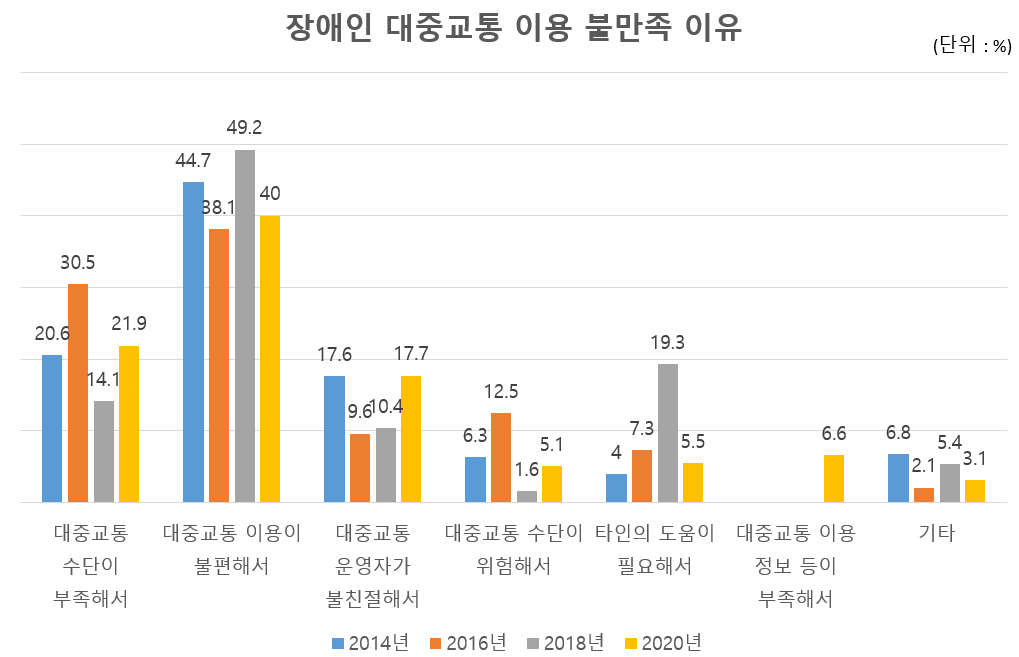 장애인 대중교통 이용 불만족 이유
(단위 : %)
20.6 30.5 14.1 21.9
44.7 38.1 49.2 40
17.6 9.6 10.4 17.7
6.3 12.5 1.6 5.1
4 7.3 19.3 5.5
6.6
6.8 2.1 5.4 3.1
대중교통
수단이
부족해서
대중교통 이용이
불편해서
대중교통
운영자가
불친절해서
대중교통 수단이
위험해서
타인의 도움이
필요해서
대중교통 이용
정보 등이
부족해서
기타
2014년 2016년 2018년 2020년